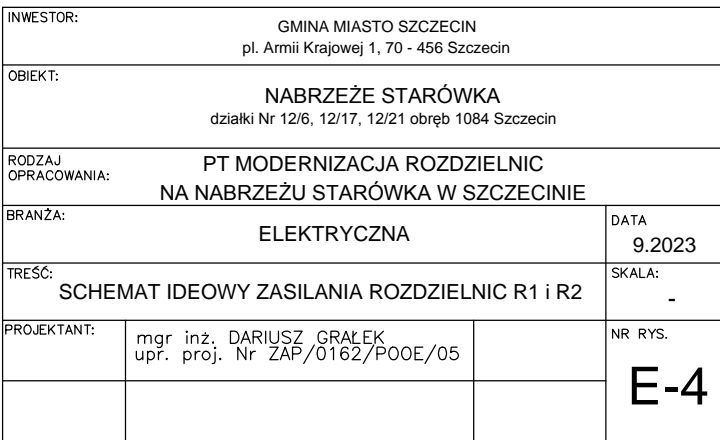 INWESTOR:
GMINA MIASTO SZCZECIN
pl. Armii Krajowej 1, 70 - 456 Szczecin
OBIEKT:
NABRZEŻE STARÓWKA
działki Nr 12/6, 12/17, 12/21 obręb 1084 Szczecin
RODZAJ
OPRACOWANIA:
PT MODERNIZACJA ROZDZIELNIC
NA NABRZEŻU STARÓWKA W SZCZECINIE
BRANŻA:
ELEKTRYCZNA
DATA
9.2023
TREŚĆ:
SCHEMAT IDEOWY ZASILANIA ROZDZIELNIC R1 i R2
SKALA:
-
PROJEKTANT:
mgr inż. DARIUSZ GRAŁEK
upr. proj. Nr ZAP/0162/POOE/05
NR RYS.
E-4